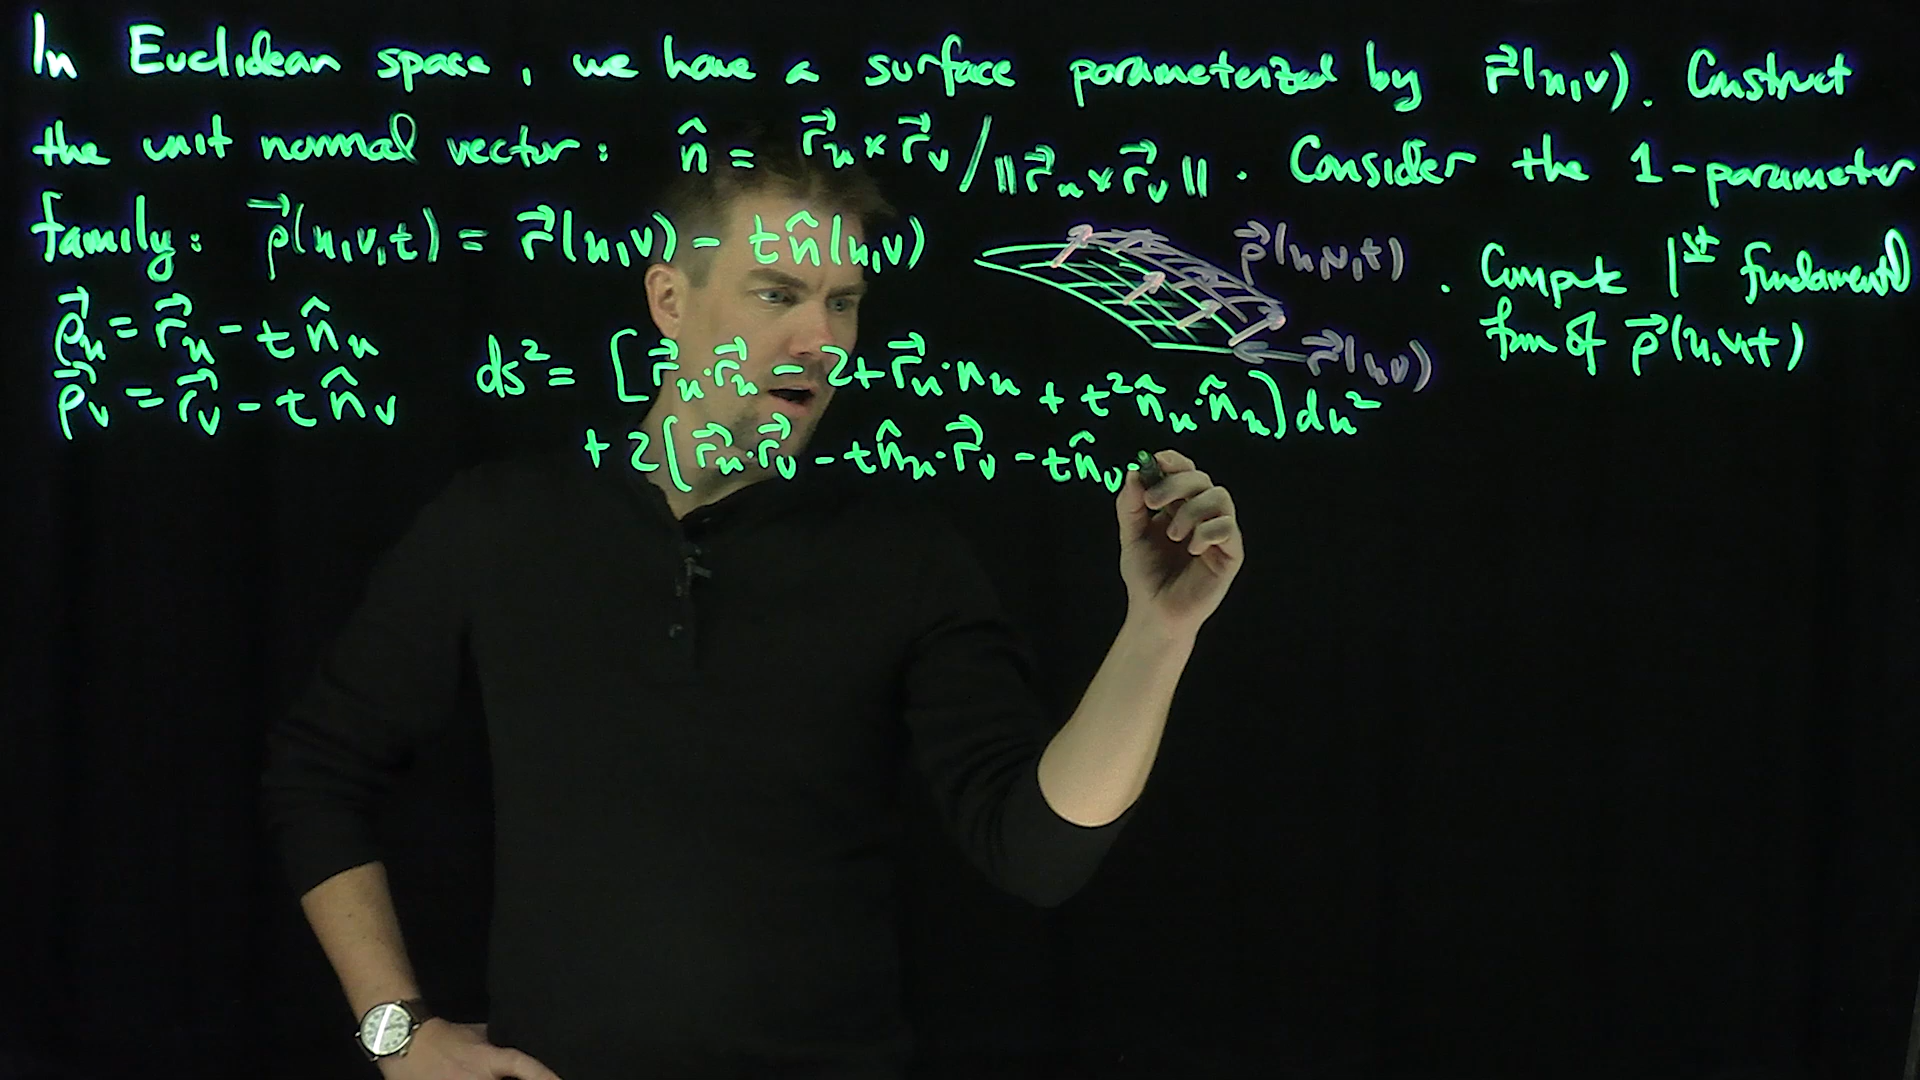 In Euclidean space, we have a surface parameterized by r⃗(u,v). Construct
the unit normal vector: n̂ = r⃗ᵤ × r⃗ᵥ / ||r⃗ᵤ × r⃗ᵥ||. Consider the 1-parameter
family: ρ⃗(u,v,t) = r⃗(u,v) - t n̂(u,v)
ρ⃗(u,v,t)
r⃗(u,v)
. Compute 1st fundamental
form of ρ⃗(u,v,t)
ρ⃗ᵤ = r⃗ᵤ - t n̂ᵤ
ρ⃗ᵥ = r⃗ᵥ - t n̂ᵥ
ds² = [r⃗ᵤ·r⃗ᵤ - 2t r⃗ᵤ·nᵤ + t² n̂ᵤ·n̂ᵤ] du²
+ 2(r⃗ᵤ·r⃗ᵥ - t n̂ᵤ·r⃗ᵥ - t n̂ᵥ·